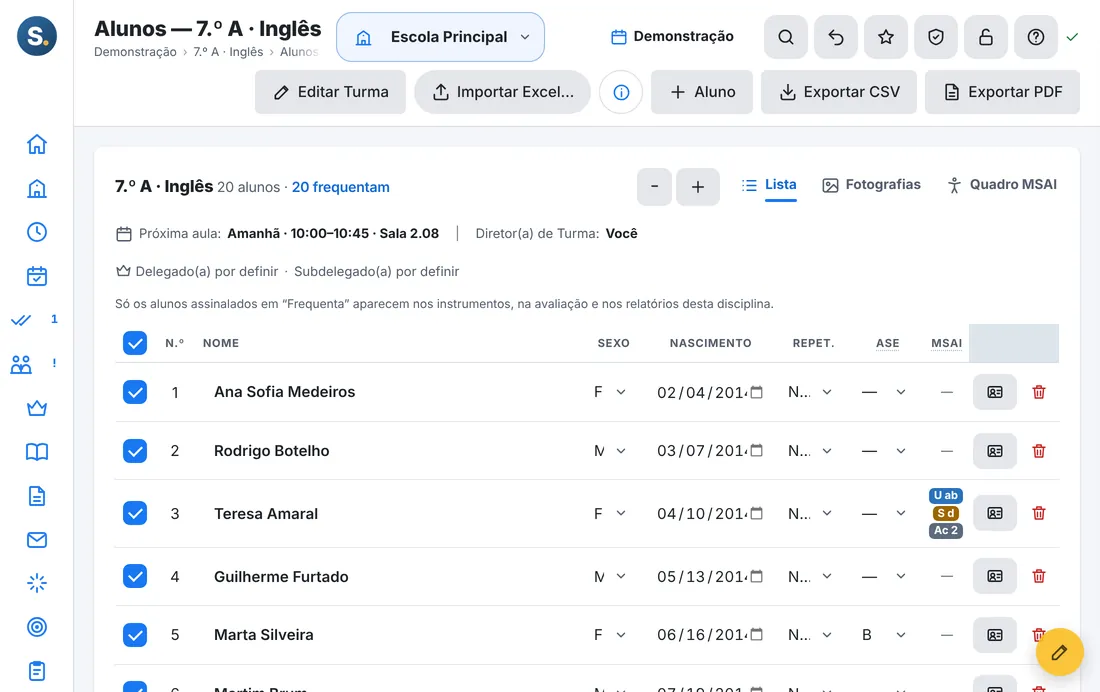 S.
Alunos — 7.º A · Inglês
Demonstração › 7.º A · Inglês › Alunos
Escola Principal
Demonstração
Editar Turma
Importar Excel...
Aluno
Exportar CSV
Exportar PDF
7.º A · Inglês 20 alunos · 20 frequentam
- +
Lista
Fotografias
Quadro MSAI
Próxima aula: Amanhã · 10:00–10:45 · Sala 2.08 | Diretor(a) de Turma: Você
Delegado(a) por definir · Subdelegado(a) por definir
Só os alunos assinalados em “Frequenta” aparecem nos instrumentos, na avaliação e nos relatórios desta disciplina.
1
!
N.º NOME SEXO NASCIMENTO REPET. ASE MSAI
1 Ana Sofia Medeiros F 02/04/201 N... — —
2 Rodrigo Botelho M 03/07/201 N... — —
3 Teresa Amaral F 04/10/201 N... — U ab
S d
Ac 2
4 Guilherme Furtado M 05/13/201 N... — —
5 Marta Silveira F 06/16/201 N... B —